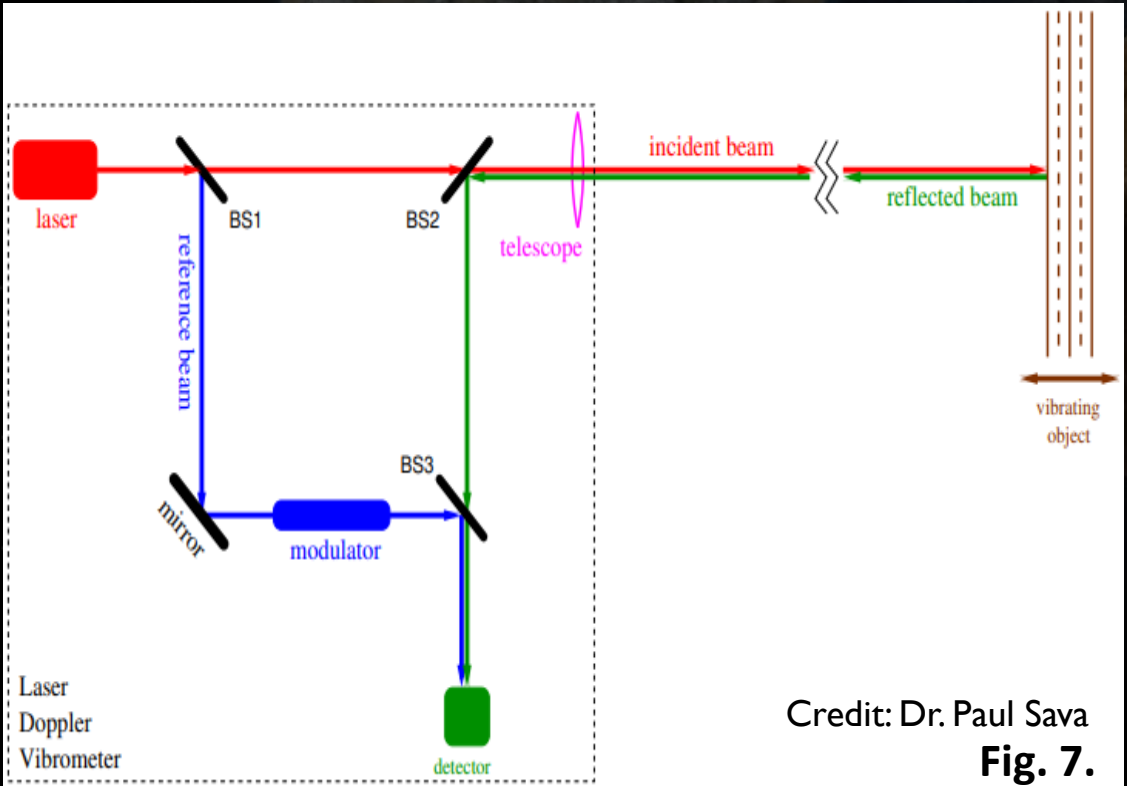 incident beam
reflected beam
laser
BS1
BS2
telescope
reference beam
vibrating
object
BS3
mirror
modulator
Laser
Doppler
Vibrometer
detector
Credit: Dr. Paul Sava
Fig. 7.